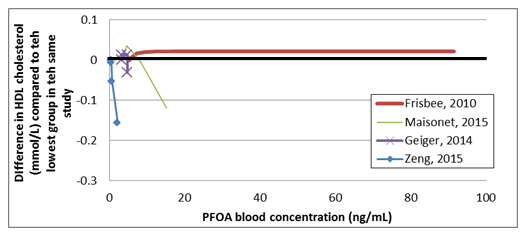 Difference in HDL cholesterol
(mmol/L) compared to teh
lowest group in teh same
study
0.1
0
-0.1
-0.2
-0.3
0
20
40
60
80
100
PFOA blood concentration (ng/mL)
Frisbee, 2010
Maisonet, 2015
Geiger, 2014
Zeng, 2015